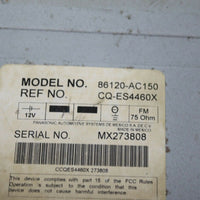 MODEL NO. 86120-AC150
REF NO. CQ-ES4460X
12V FM 75 Ohm
PANASONIC AUTOMOTIVE SYSTEMS DE MEXICO S.A. DE C.V.
MADE IN MEXICO
SERIAL NO. MX273808
CCQES4460X 273808
This device complies with part 15 of the FCC Rules
Operation is subject to the condition that this
device does not cause harmful